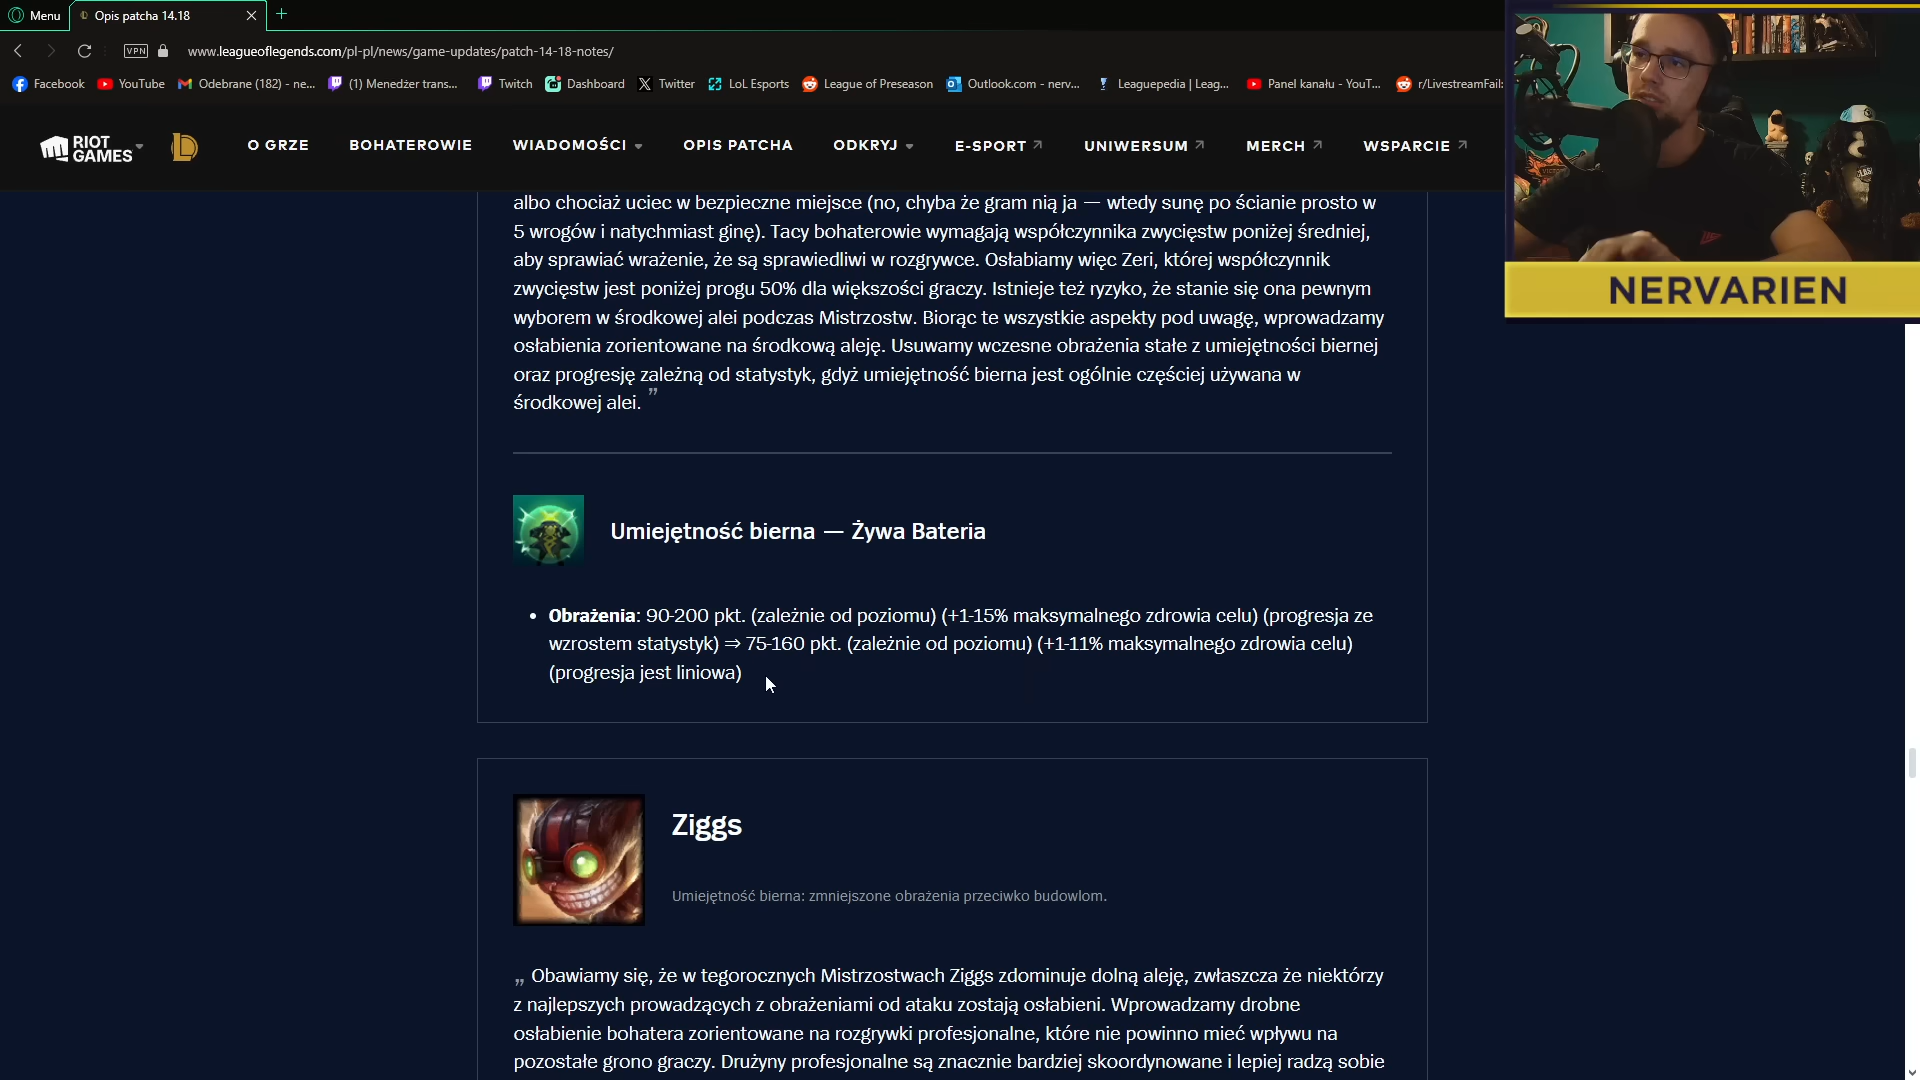 Menu
Opis patcha 14.18
VPN
www.leagueoflegends.com/pl-pl/news/game-updates/patch-14-18-notes/
Facebook
YouTube
Odebrane (182) - ne...
(1) Menedżer trans...
Twitch
Dashboard
Twitter
LoL Esports
League of Preseason
Outlook.com - nerv...
Leaguepedia | Leag...
Panel kanału - YouT...
r/LivestreamFail:
RIOT GAMES
O GRZE
BOHATEROWIE
WIADOMOŚCI
OPIS PATCHA
ODKRYJ
E-SPORT
UNIWERSUM
MERCH
WSPARCIE
NERVARIEN
albo chociaż uciec w bezpieczne miejsce (no, chyba że gram nią ja — wtedy sunę po ścianie prosto w
5 wrogów i natychmiast ginę). Tacy bohaterowie wymagają współczynnika zwycięstw poniżej średniej,
aby sprawiać wrażenie, że są sprawiedliwi w rozgrywce. Osłabiamy więc Zeri, której współczynnik
zwycięstw jest poniżej progu 50% dla większości graczy. Istnieje też ryzyko, że stanie się ona pewnym
wyborem w środkowej alei podczas Mistrzostw. Biorąc te wszystkie aspekty pod uwagę, wprowadzamy
osłabienia zorientowane na środkową aleję. Usuwamy wczesne obrażenia stałe z umiejętności biernej
oraz progresję zależną od statystyk, gdyż umiejętność bierna jest ogólnie częściej używana w
środkowej alei. ”
Umiejętność bierna — Żywa Bateria
• Obrażenia: 90-200 pkt. (zależnie od poziomu) (+1-15% maksymalnego zdrowia celu) (progresja ze
wzrostem statystyk) ⇒ 75-160 pkt. (zależnie od poziomu) (+1-11% maksymalnego zdrowia celu)
(progresja jest liniowa)
Ziggs
Umiejętność bierna: zmniejszone obrażenia przeciwko budowlom.
„ Obawiamy się, że w tegorocznych Mistrzostwach Ziggs zdominuje dolną aleję, zwłaszcza że niektórzy
z najlepszych prowadzących z obrażeniami od ataku zostają osłabieni. Wprowadzamy drobne
osłabienie bohatera zorientowane na rozgrywki profesjonalne, które nie powinno mieć wpływu na
pozostałe grono graczy. Drużyny profesjonalne są znacznie bardziej skoordynowane i lepiej radzą sobie